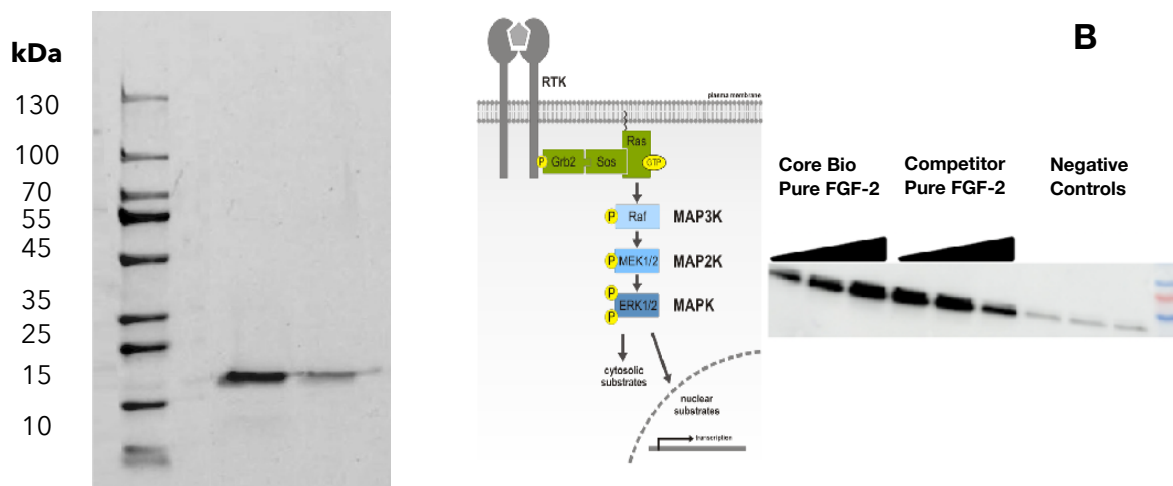 kDa
130
100
70
55
45
35
25
15
10
RTK
plasma membrane
Ras
P
Grb2
Sos
GTP
P
Raf
MAP3K
P
MEK1/2
MAP2K
P
ERK1/2
MAPK
P
cytosolic
substrates
nuclear
substrates
transcription
B
Core Bio
Pure FGF-2
Competitor
Pure FGF-2
Negative
Controls